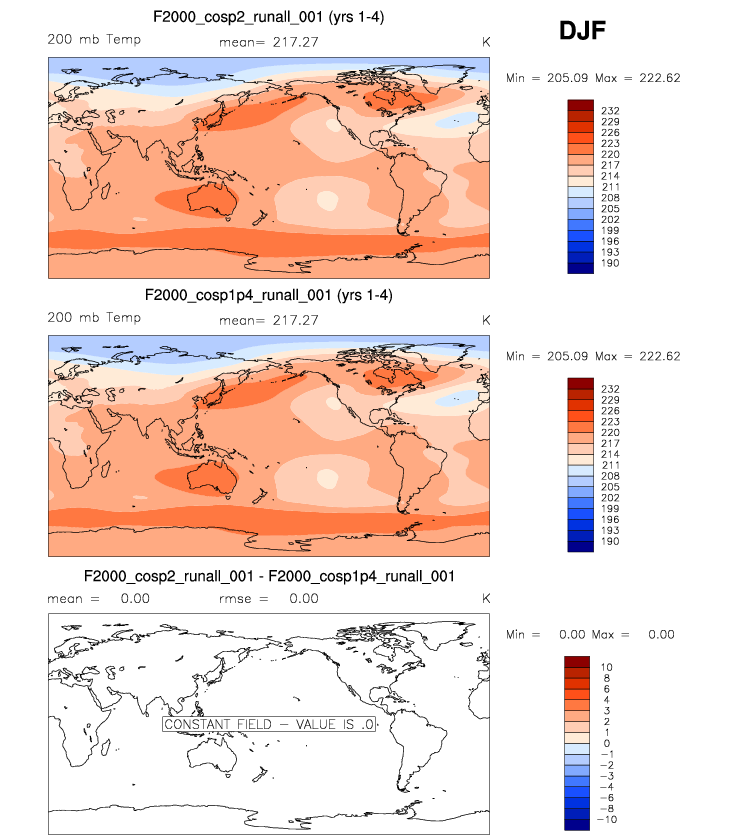 F2000_cosp2_runall_001 (yrs 1-4)
DJF
200 mb Temp
mean= 217.27
K
Min = 205.09 Max = 222.62
232
229
226
223
220
217
214
211
208
205
202
199
196
193
190
F2000_cosp1p4_runall_001 (yrs 1-4)
200 mb Temp
mean= 217.27
K
Min = 205.09 Max = 222.62
232
229
226
223
220
217
214
211
208
205
202
199
196
193
190
F2000_cosp2_runall_001 - F2000_cosp1p4_runall_001
mean = 0.00
rmse = 0.00
K
Min = 0.00 Max = 0.00
CONSTANT FIELD - VALUE IS .0
10
8
6
4
3
2
1
0
-1
-2
-3
-4
-6
-8
-10